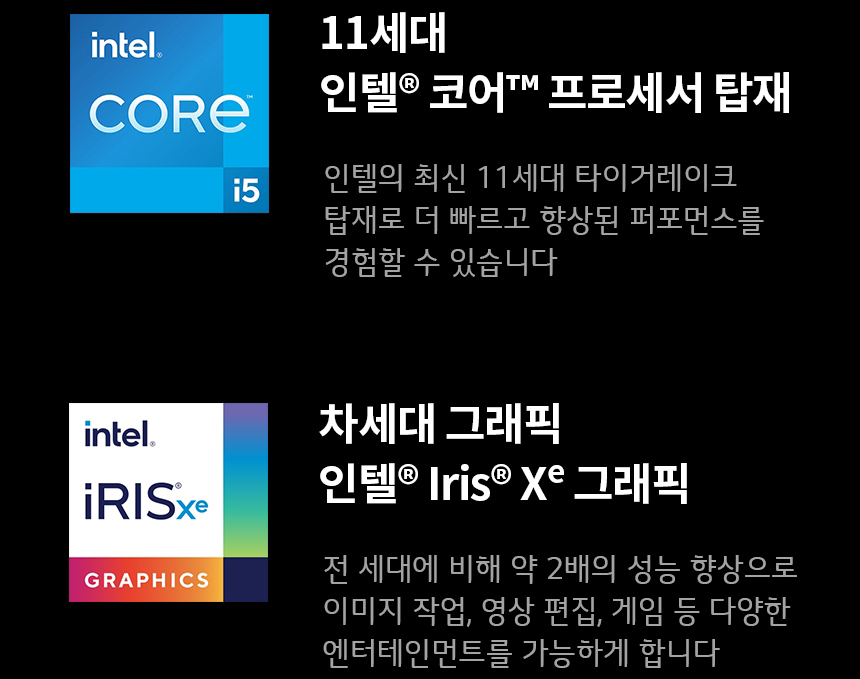 intel.
CORE™
i5
11세대
인텔® 코어™ 프로세서 탑재
인텔의 최신 11세대 타이거레이크
탑재로 더 빠르고 향상된 퍼포먼스를
경험할 수 있습니다
intel.
iRIS® xe
GRAPHICS
차세대 그래픽
인텔® Iris® Xᵉ 그래픽
전 세대에 비해 약 2배의 성능 향상으로
이미지 작업, 영상 편집, 게임 등 다양한
엔터테인먼트를 가능하게 합니다